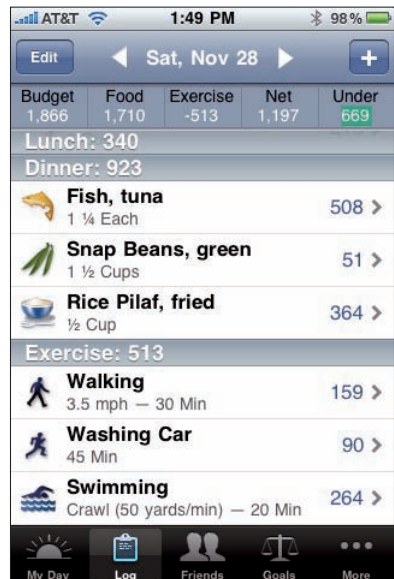 AT&T 1:49 PM 98%
Edit Sat, Nov 28 +
Budget Food Exercise Net Under
1,866 1,710 -513 1,197 669
Lunch: 340
Dinner: 923
Fish, tuna 508
1 ¼ Each
Snap Beans, green 51
1 ½ Cups
Rice Pilaf, fried 364
½ Cup
Exercise: 513
Walking 159
3.5 mph — 30 Min
Washing Car 90
45 Min
Swimming 264
Crawl (50 yards/min) — 20 Min
My Day Log Friends Goals More